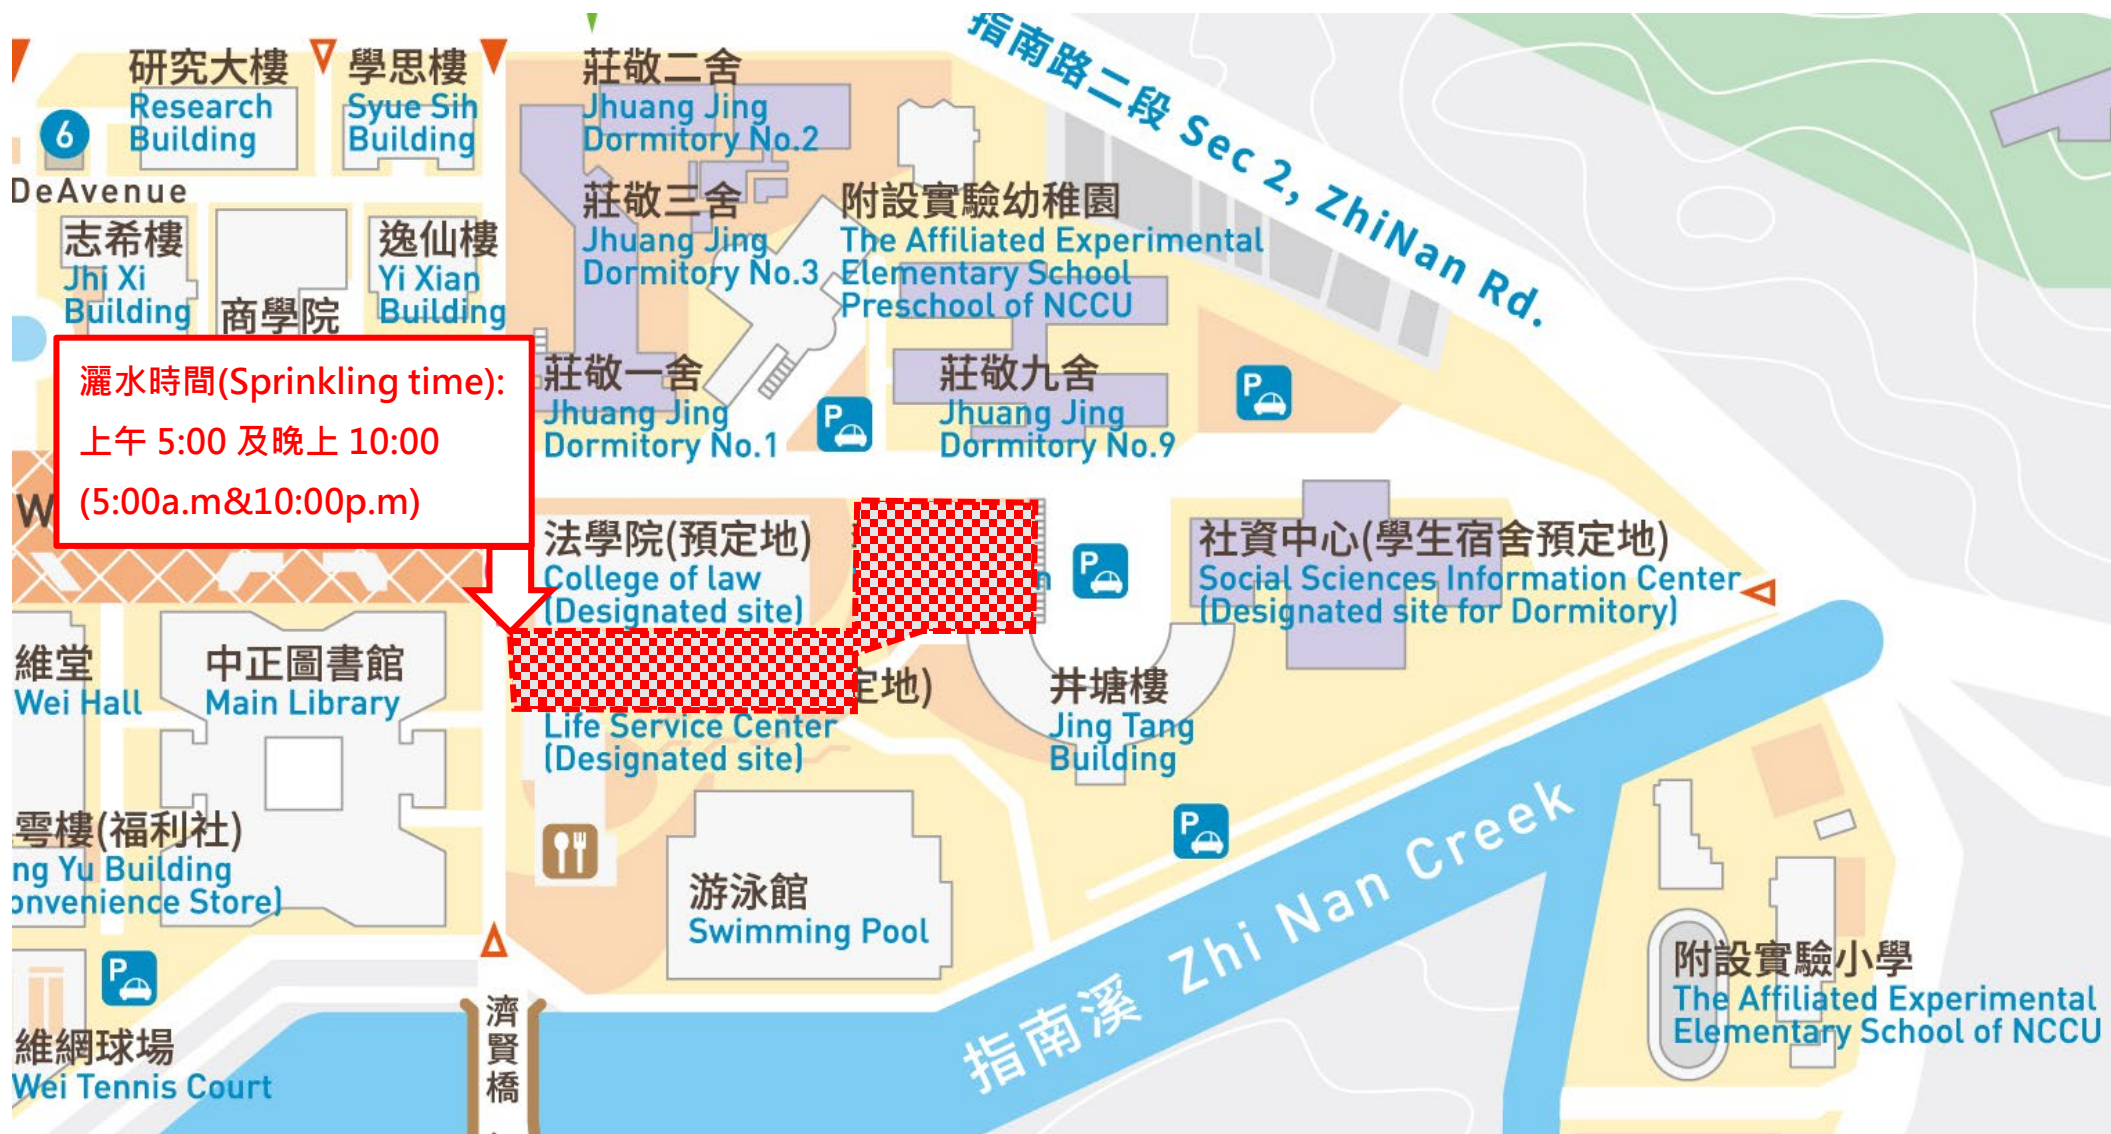 指南路二段 Sec 2, ZhiNan Rd.
研究大樓
Research
Building
學思樓
Syue Sih
Building
莊敬二舍
Jhuang Jing
Dormitory No.2
6
DeAvenue
志希樓
Jhi Xi
Building
商學院
逸仙樓
Yi Xian
Building
莊敬三舍
Jhuang Jing
Dormitory No.3
附設實驗幼稚園
The Affiliated Experimental
Elementary School
Preschool of NCCU
灑水時間(Sprinkling time):
上午 5:00 及晚上 10:00
(5:00a.m&10:00p.m)
莊敬一舍
Jhuang Jing
Dormitory No.1
P
莊敬九舍
Jhuang Jing
Dormitory No.9
P
W
法學院(預定地)
College of law
(Designated site)
n
P
社資中心(學生宿舍預定地)
Social Sciences Information Center
(Designated site for Dormitory)
維堂
Wei Hall
中正圖書館
Main Library
定地)
Life Service Center
(Designated site)
井塘樓
Jing Tang
Building
雩樓(福利社)
ng Yu Building
onvenience Store)
P
游泳館
Swimming Pool
指南溪 Zhi Nan Creek
P
維網球場
Wei Tennis Court
濟賢橋
附設實驗小學
The Affiliated Experimental
Elementary School of NCCU